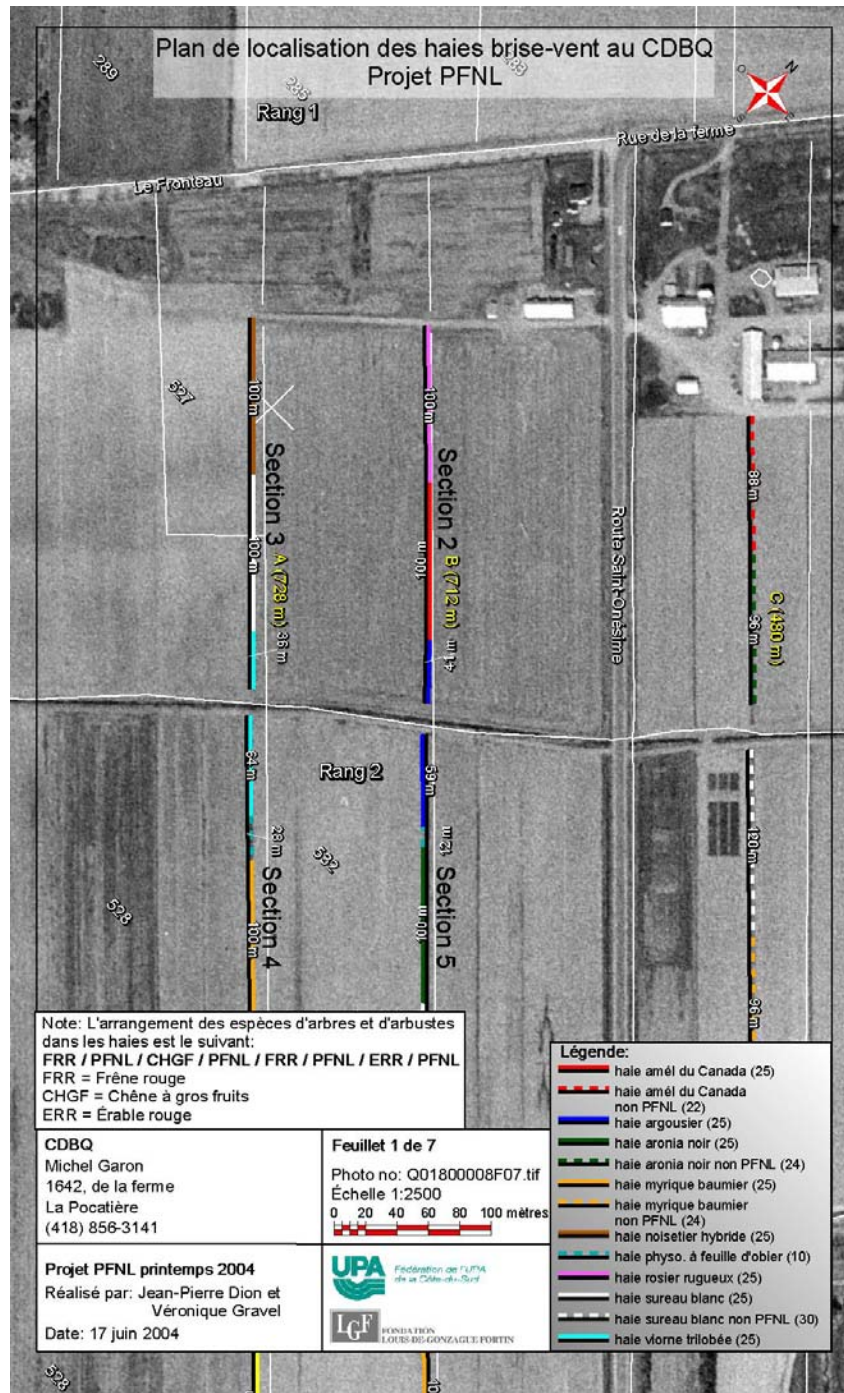 Plan de localisation des haies brise-vent au CDBQ
Projet PFNL
289
285
283
Rang 1
O
N
Rue de la ferme
Le Fronteau
527
100 m
100 m
Section 3
A (728 m)
36 m
100 m
100 m
Section 2
B (712 m)
41 m
Route Saint-Onésime
88 m
96 m
C (480 m)
64 m
28 m
100 m
Section 4
Rang 2
532
528
59 m
12 m
100 m
Section 5
120 m
96 m
Note: L'arrangement des espèces d'arbres et d'arbustes
dans les haies est le suivant:
FRR / PFNL / CHGF / PFNL / FRR / PFNL / ERR / PFNL
FRR = Frêne rouge
CHGF = Chêne à gros fruits
ERR = Érable rouge
CDBQ
Michel Garon
1642, de la ferme
La Pocatière
(418) 856-3141
Feuillet 1 de 7
Photo no: Q01800008F07.tif
Échelle 1:2500
0 20 40 60 80 100 mètres
Projet PFNL printemps 2004
Réalisé par: Jean-Pierre Dion et
Véronique Gravel
Date: 17 juin 2004
UPA
Fédération de l'UPA
de la Côte-du-Sud
LGF
FONDATION
LOUIS-DE-GONZAGUE FORTIN
Légende:
haie amél du Canada (25)
haie amél du Canada
non PFNL (22)
haie argousier (25)
haie aronia noir (25)
haie aronia noir non PFNL (24)
haie myrique baumier (25)
haie myrique baumier
non PFNL (24)
haie noisetier hybride (25)
haie physo. à feuille d'obier (10)
haie rosier rugueux (25)
haie sureau blanc (25)
haie sureau blanc non PFNL (30)
haie viorne trilobée (25)
528